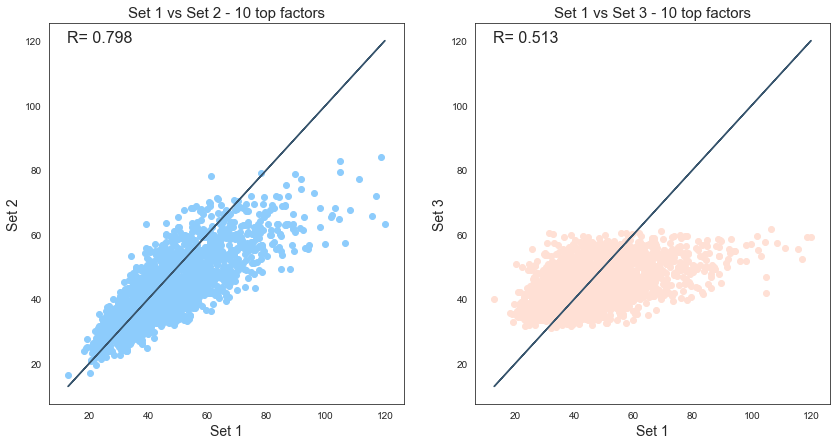 Set 1 vs Set 2 - 10 top factors
R= 0.798
120
100
80
60
40
20
Set 2
20 40 60 80 100 120
Set 1
Set 1 vs Set 3 - 10 top factors
R= 0.513
120
100
80
60
40
20
Set 3
20 40 60 80 100 120
Set 1